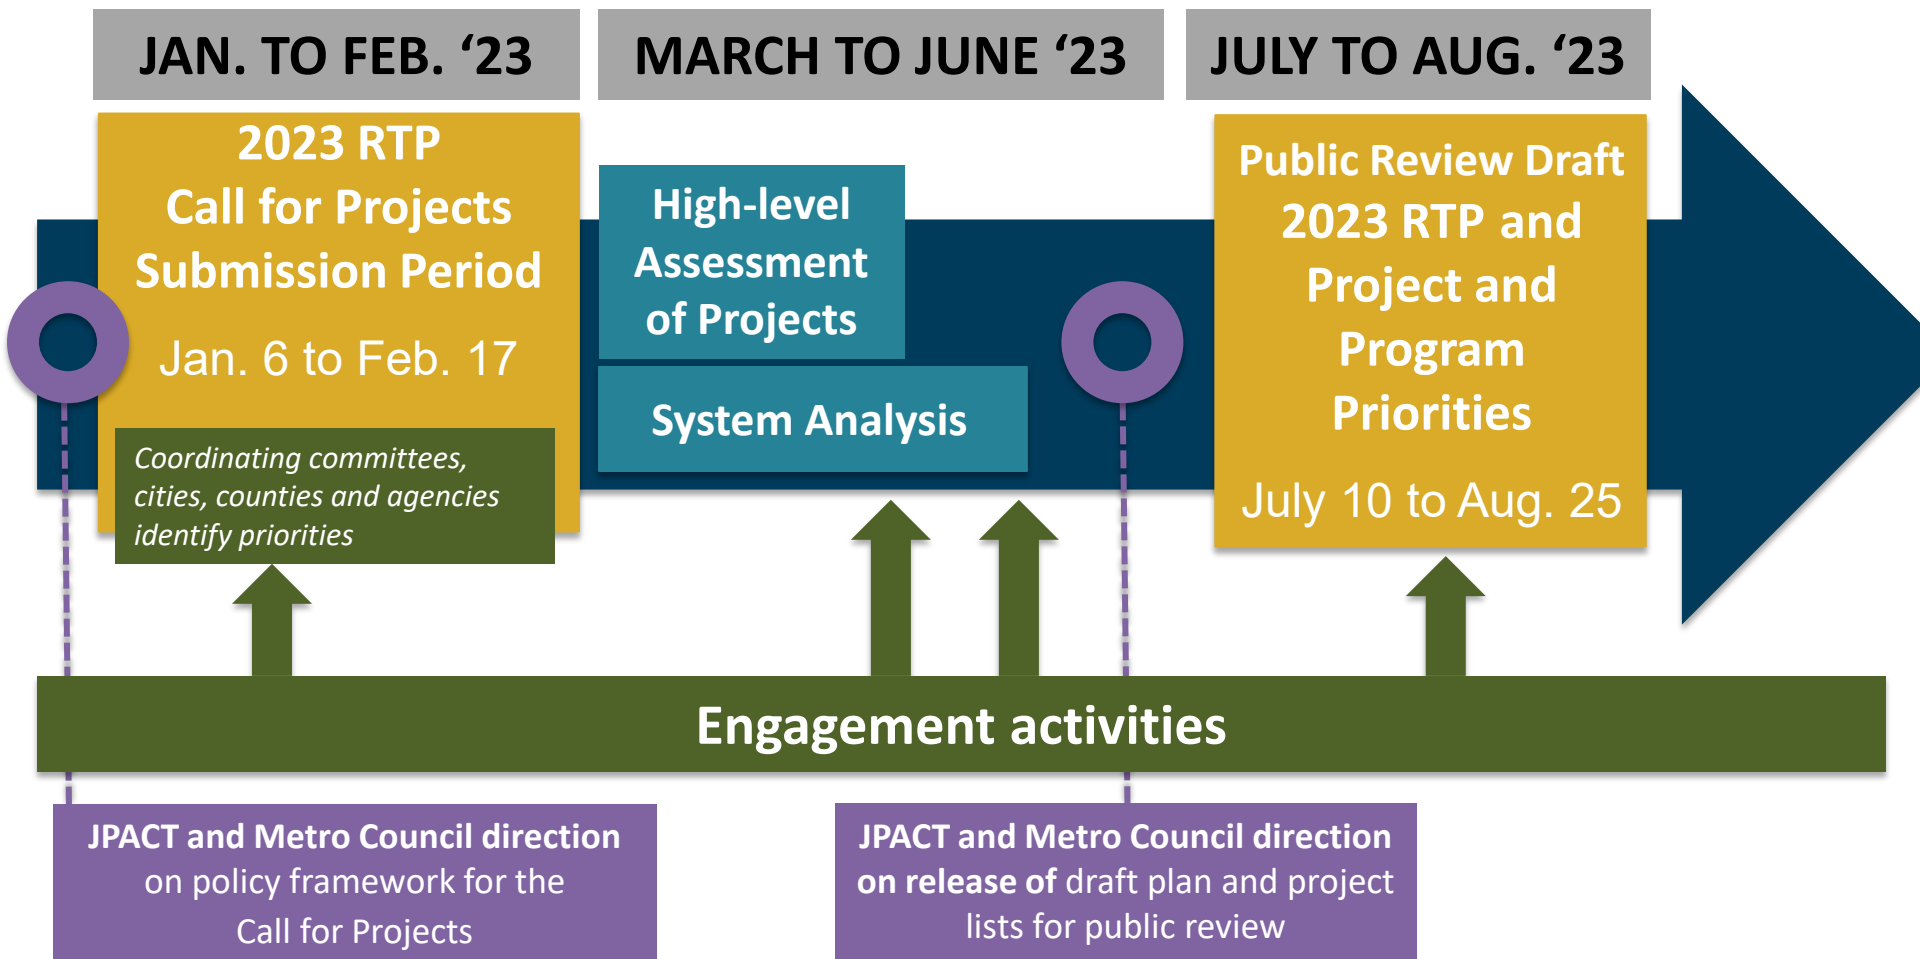 JAN. TO FEB. ‘23
MARCH TO JUNE ‘23
JULY TO AUG. ‘23
2023 RTP
Call for Projects
Submission Period
Jan. 6 to Feb. 17
Coordinating committees,
cities, counties and agencies
identify priorities
High-level
Assessment
of Projects
System Analysis
Public Review Draft
2023 RTP and
Project and
Program
Priorities
July 10 to Aug. 25
Engagement activities
JPACT and Metro Council direction
on policy framework for the
Call for Projects
JPACT and Metro Council direction
on release of draft plan and project
lists for public review